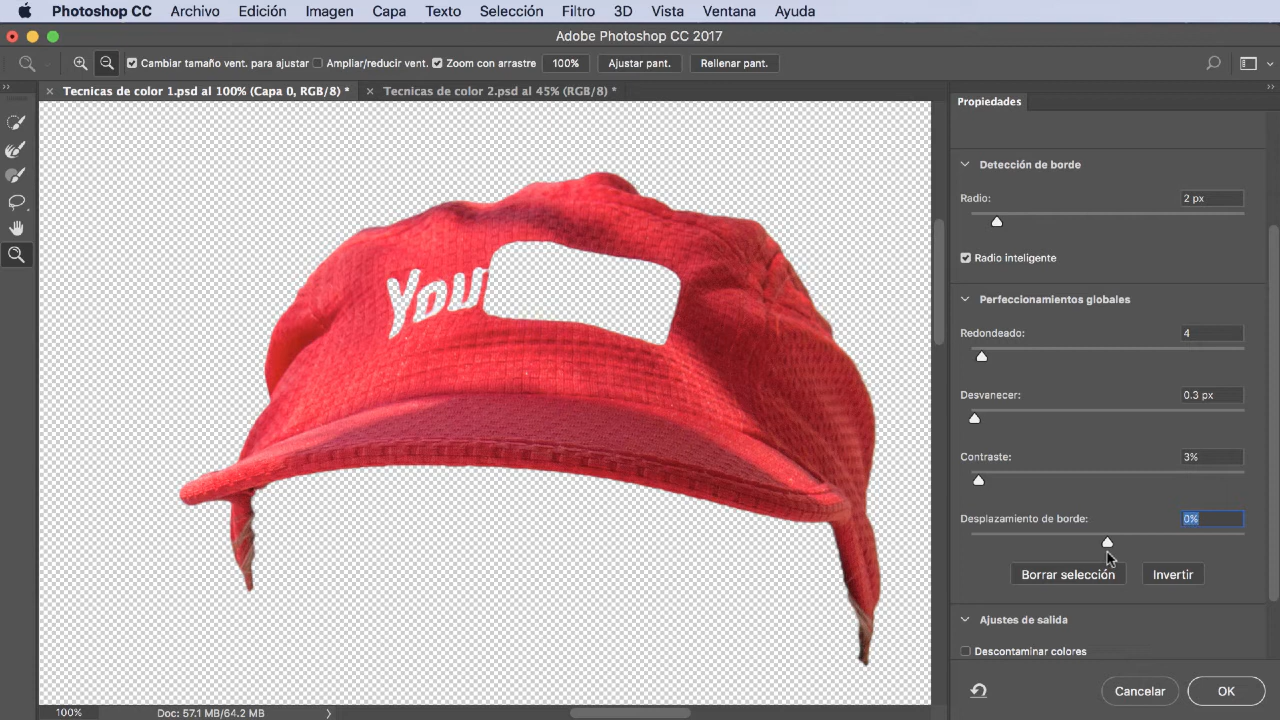 Photoshop CC Archivo Edición Imagen Capa Texto Selección Filtro 3D Vista Ventana Ayuda
Adobe Photoshop CC 2017
Cambiar tamaño vent. para ajustar Ampliar/reducir vent. Zoom con arrastre 100% Ajustar pant. Rellenar pant.
Tecnicas de color 1.psd al 100% (Capa 0, RGB/8) * Tecnicas de color 2.psd al 45% (RGB/8) *
Propiedades
Detección de borde
Radio: 2 px
Radio inteligente
Perfeccionamientos globales
Redondeado: 4
Desvanecer: 0.3 px
Contraste: 3%
Desplazamiento de borde: 0%
Borrar selección Invertir
Ajustes de salida
Descontaminar colores
Cancelar OK
You
100% Doc: 57.1 MB/64.2 MB